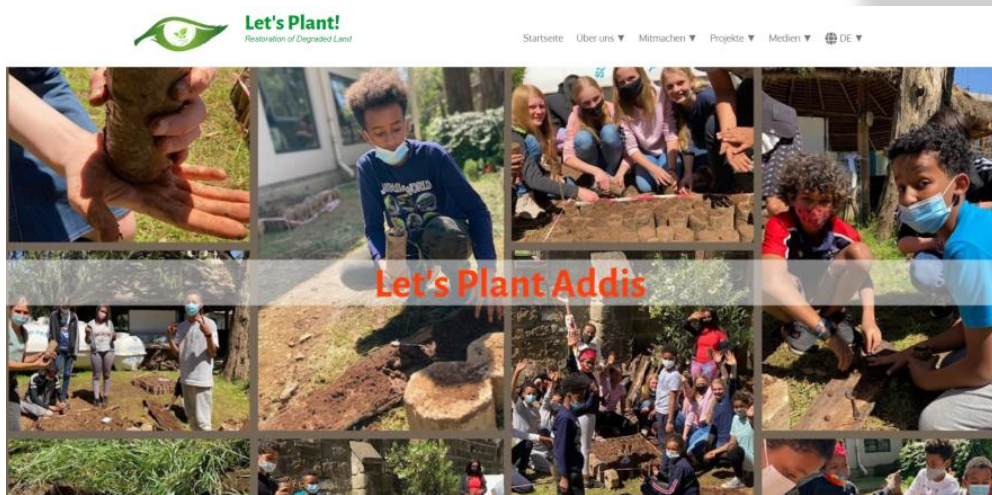 Let's Plant!
Restoration of Degraded Land
Startseite Über uns ▼ Mitmachen ▼ Projekte ▼ Medien ▼ DE ▼
Let's Plant Addis